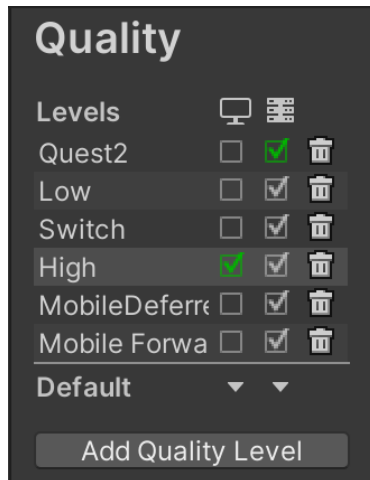 Quality
Levels
Quest2
Low
Switch
High
MobileDeferre
Mobile Forwa
Default
Add Quality Level